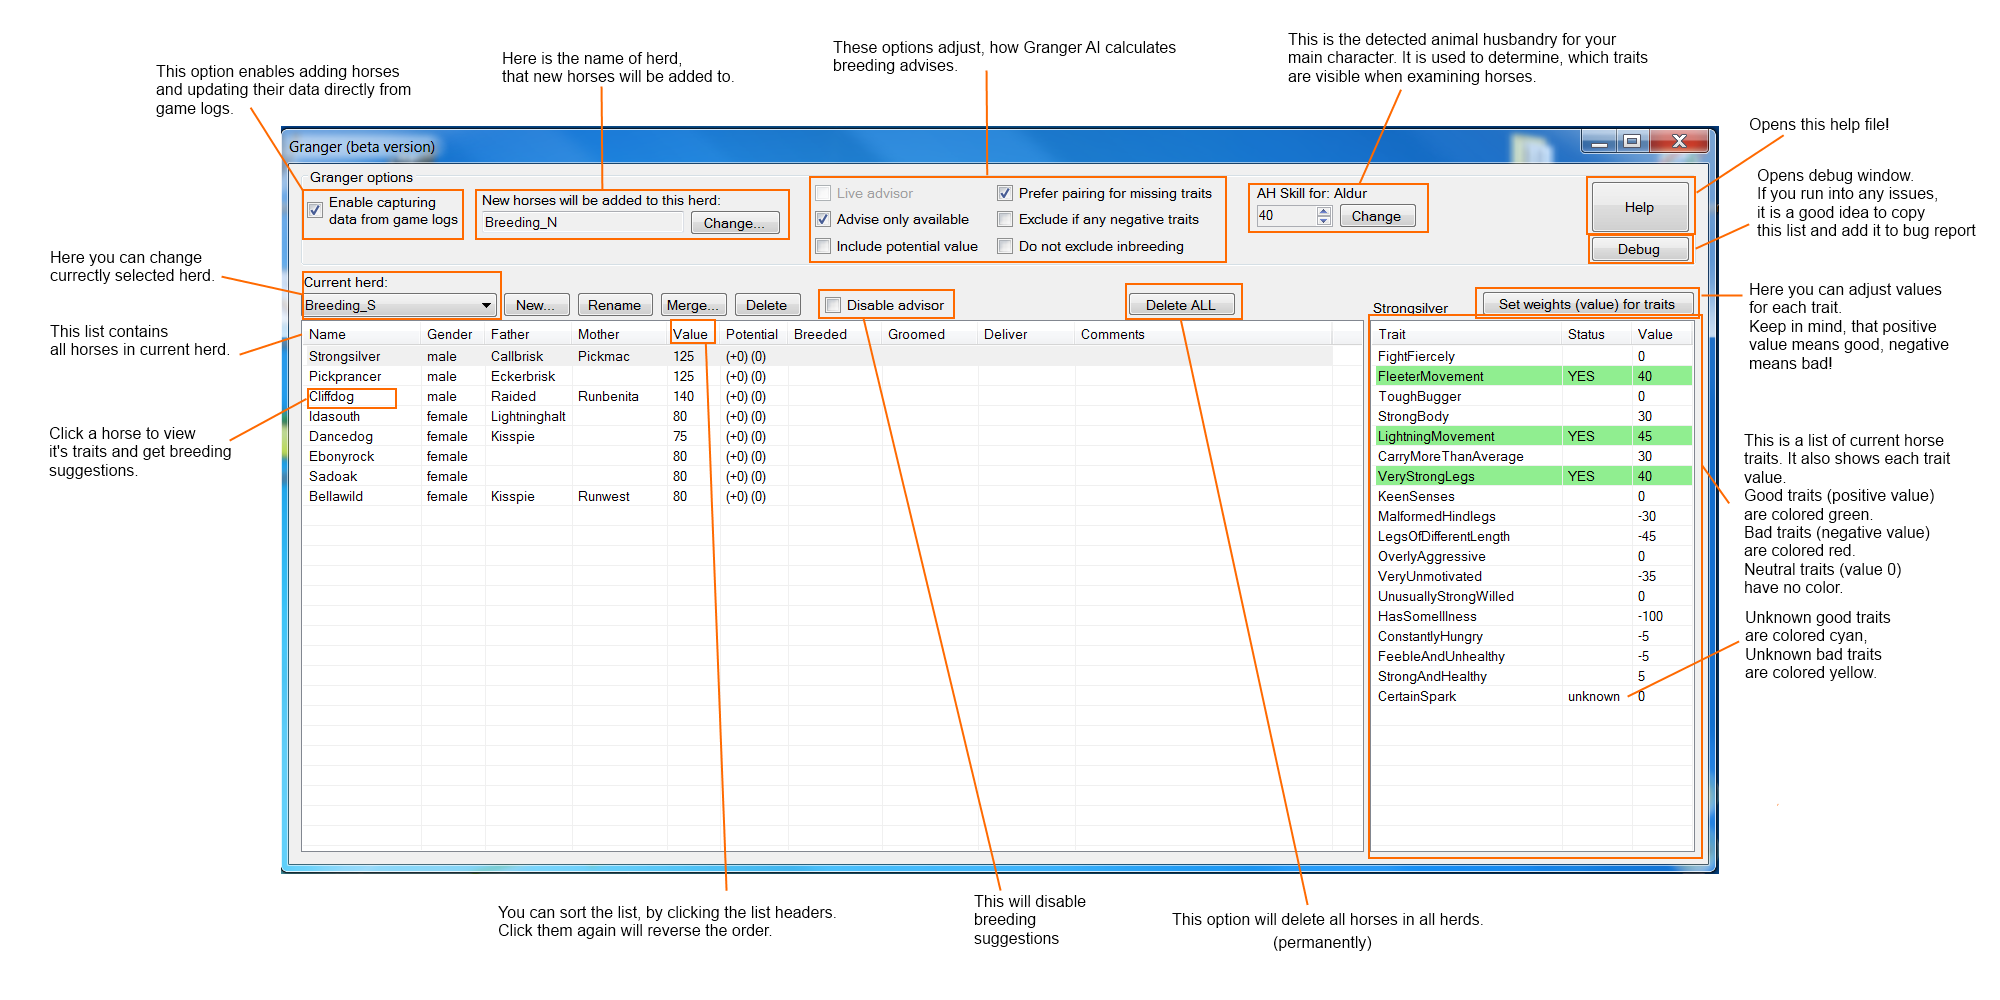 This is the detected animal husbandry for your
main character. It is used to determine, which traits
are visible when examining horses.
These options adjust, how Granger AI calculates
breeding advises.
Here is the name of herd,
that new horses will be added to.
This option enables adding horses
and updating their data directly from
game logs.
Opens this help file!
Granger (beta version)
Opens debug window.
If you run into any issues,
it is a good idea to copy
this list and add it to bug report
Granger options
Enable capturing
data from game logs
New horses will be added to this herd:
Breeding_N
Change...
Live advisor
Advise only available
Include potential value
Prefer pairing for missing traits
Exclude if any negative traits
Do not exclude inbreeding
AH Skill for: Aldur
40
Change
Help
Debug
Here you can change
currectly selected herd.
Current herd:
Breeding_S
New...
Rename
Merge...
Delete
Disable advisor
Delete ALL
Strongsilver
Set weights (value) for traits
Here you can adjust values
for each trait.
Keep in mind, that positive
value means good, negative
means bad!
This list contains
all horses in current herd.
Name Gender Father Mother Value Potential Breeded Groomed Deliver Comments
Strongsilver male Callbrisk Pickmac 125 (+0) (0)
Pickprancer male Eckerbrisk 125 (+0) (0)
Cliffdog male Raided Runbenita 140 (+0) (0)
Idasouth female Lightninghalt 80 (+0) (0)
Dancedog female Kisspie 75 (+0) (0)
Ebonyrock female 80 (+0) (0)
Sadoak female 80 (+0) (0)
Bellawild female Kisspie Runwest 80 (+0) (0)
Click a horse to view
it's traits and get breeding
suggestions.
Trait Status Value
FightFiercely 0
FleeterMovement YES 40
ToughBugger 0
StrongBody 30
LightningMovement YES 45
CarryMoreThanAverage 30
VeryStrongLegs YES 40
KeenSenses 0
MalformedHindlegs -30
LegsOfDifferentLength -45
OverlyAggressive 0
VeryUnmotivated -35
UnusuallyStrongWilled 0
HasSomeIllness -100
ConstantlyHungry -5
FeebleAndUnhealthy -5
StrongAndHealthy 5
CertainSpark unknown 0
This is a list of current horse
traits. It also shows each trait
value.
Good traits (positive value)
are colored green.
Bad traits (negative value)
are colored red.
Neutral traits (value 0)
have no color.
Unknown good traits
are colored cyan,
Unknown bad traits
are colored yellow.
You can sort the list, by clicking the list headers.
Click them again will reverse the order.
This will disable
breeding
suggestions
This option will delete all horses in all herds.
(permanently)